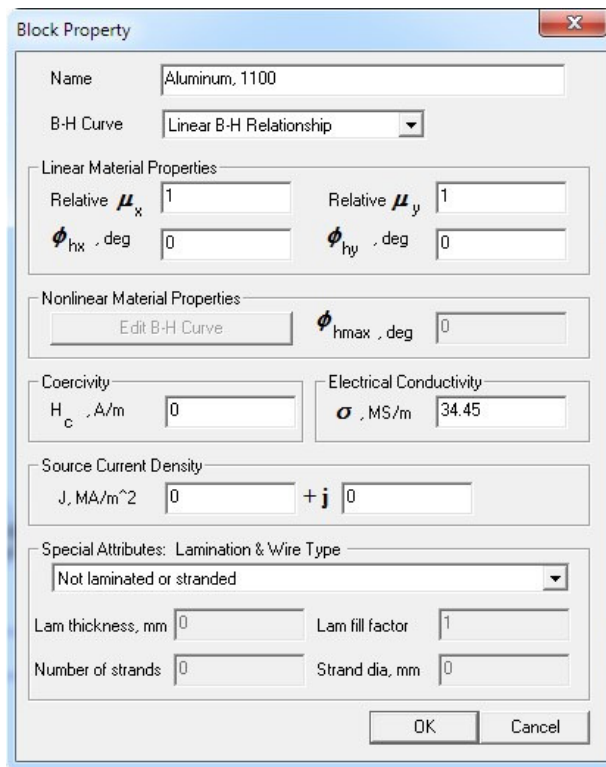 Block Property
Name Aluminum, 1100
B-H Curve Linear B-H Relationship
Linear Material Properties
Relative μx 1 Relative μy 1
ϕhx , deg 0 ϕhy , deg 0
Nonlinear Material Properties
Edit B-H Curve ϕhmax , deg 0
Coercivity Electrical Conductivity
Hc , A/m 0 σ , MS/m 34.45
Source Current Density
J, MA/m^2 0 + j 0
Special Attributes: Lamination & Wire Type
Not laminated or stranded
Lam thickness, mm 0 Lam fill factor 1
Number of strands 0 Strand dia, mm 0
OK Cancel